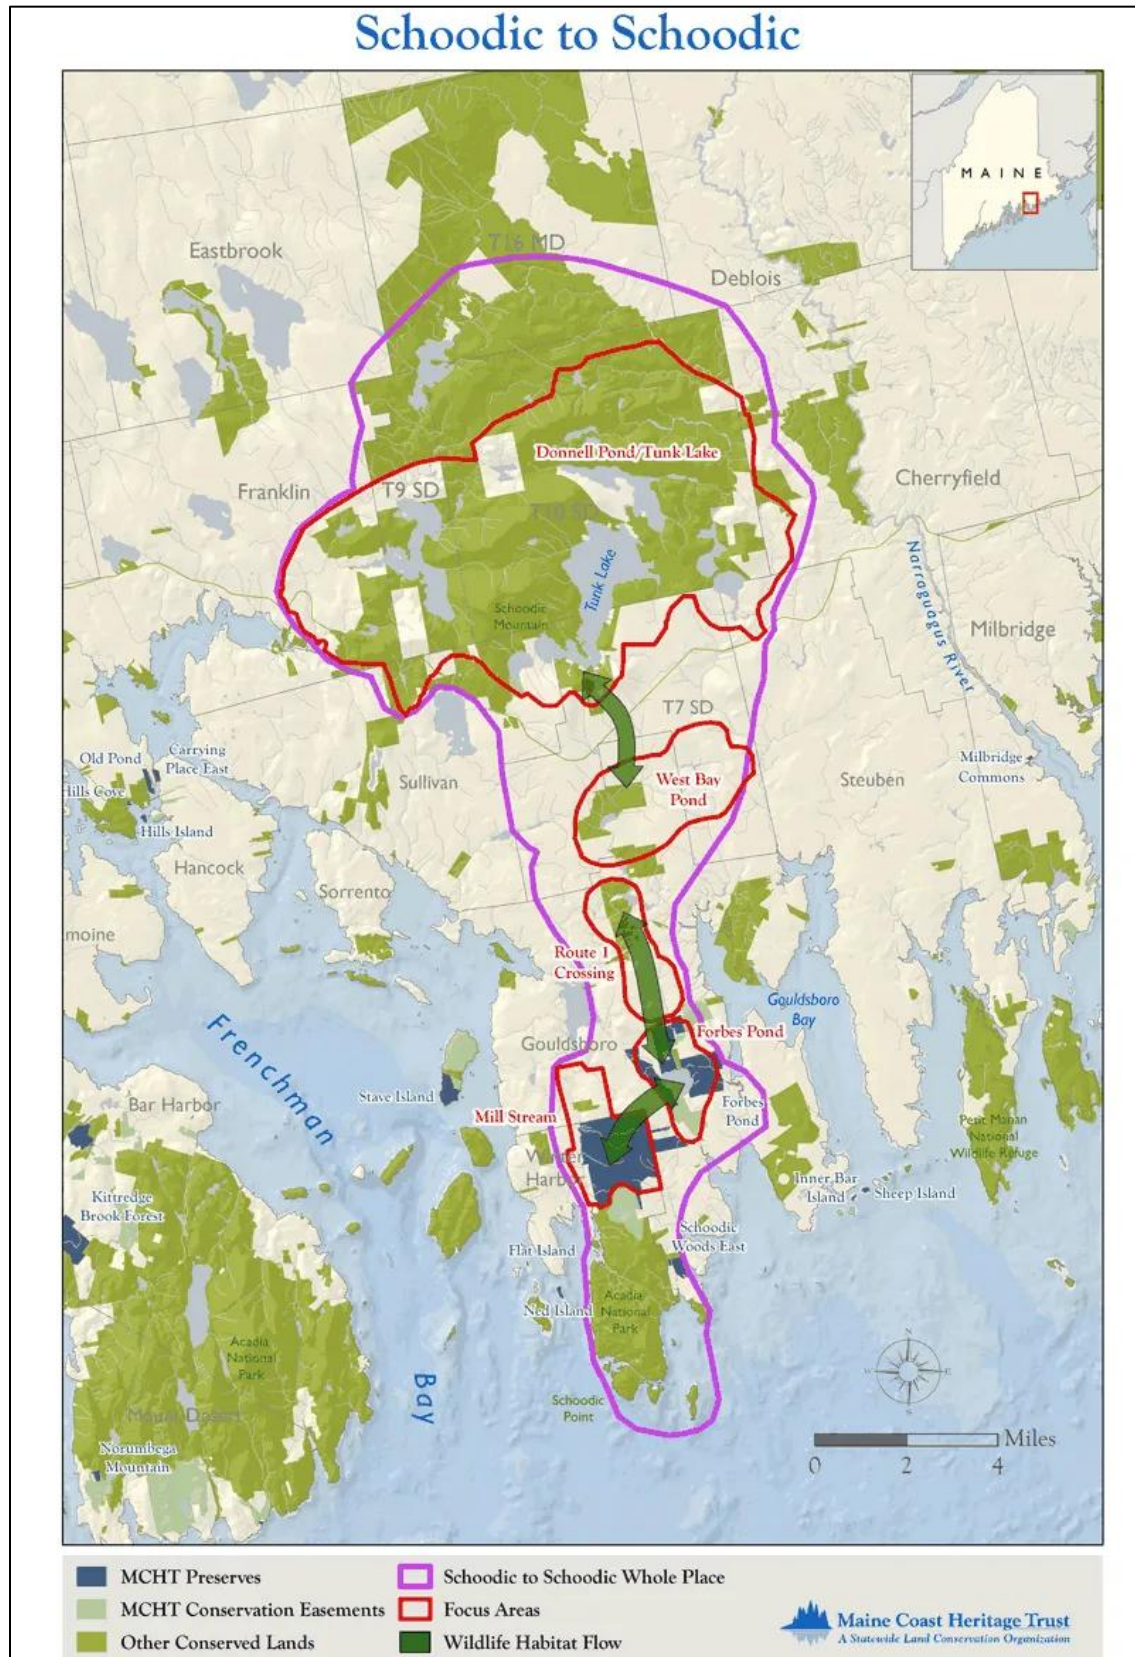 Schoodic to Schoodic
MAINE
T16 MD
Eastbrook
Deblois
Donnell Pond/Tunk Lake
Cherryfield
Franklin
T9 SD
T10 SD
Tunk Lake
Narraguagus River
Schoodic
Mountain
Milbridge
T7 SD
Old Pond
Carrying
Place East
Milbridge
Commons
Sullivan
West Bay
Pond
Steuben
Hills Cove
Hills Island
Hancock
Sorrento
moine
Route 1
Crossing
Gouldsboro
Bay
Frenchman
Gouldsboro
Forbes Pond
Stave Island
Bar Harbor
Mill Stream
Forbes
Pond
Petit Manan
National
Wildlife Refuge
Winter
Harbor
Inner Bar
Island
Sheep Island
Kittredge
Brook Forest
Schoodic
Woods East
Flat Island
Ned Island
Acadia
National
Park
Acadia
National
Park
Bay
Schoodic
Point
Mount Desert
Norumbega
Mountain
N
W
E
S
Miles
0 2 4
MCHT Preserves
MCHT Conservation Easements
Other Conserved Lands
Schoodic to Schoodic Whole Place
Focus Areas
Wildlife Habitat Flow
Maine Coast Heritage Trust
A Statewide Land Conservation Organization